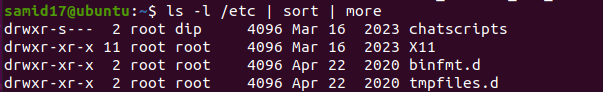 samid17@ubuntu:~$ ls -l /etc | sort | more
drwxr-s---  2 root dip     4096 Mar 16  2023 chatscripts
drwxr-xr-x 11 root root    4096 Mar 16  2023 X11
drwxr-xr-x  2 root root    4096 Apr 22  2020 binfmt.d
drwxr-xr-x  2 root root    4096 Apr 22  2020 tmpfiles.d